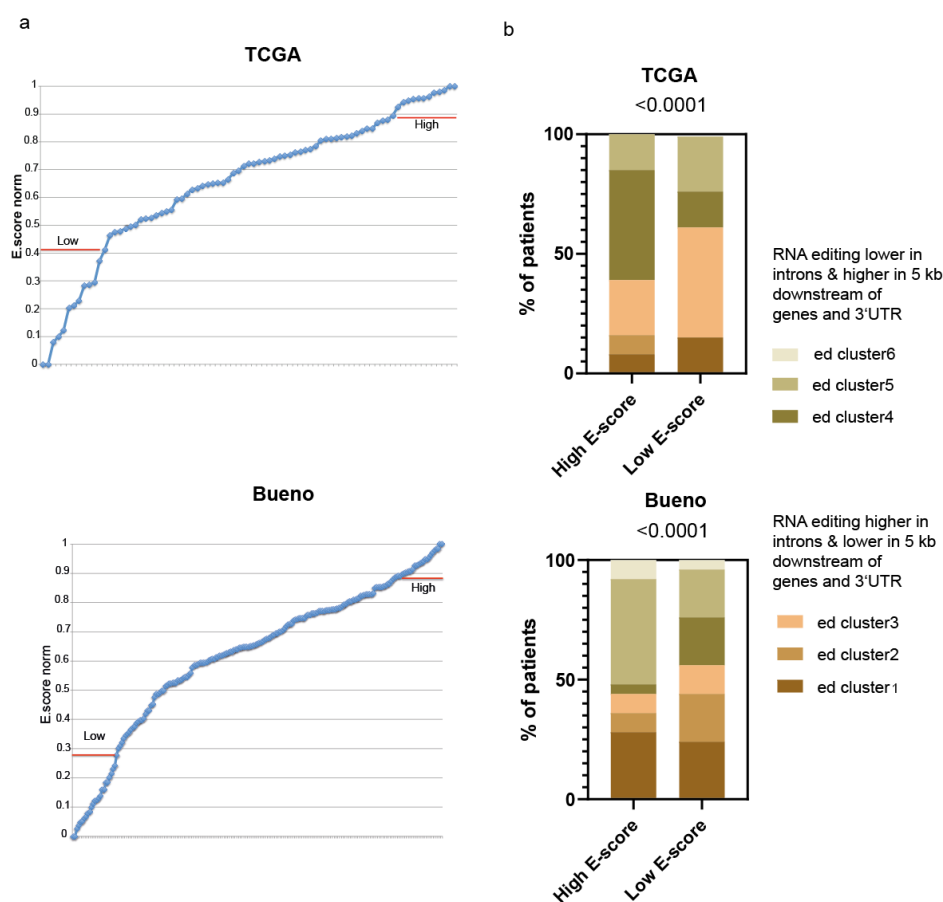 a
TCGA
E.score norm
1
0.9
0.8
0.7
0.6
0.5
0.4
0.3
0.2
0.1
0
Low
High
Bueno
E.score norm
1
0.9
0.8
0.7
0.6
0.5
0.4
0.3
0.2
0.1
0
Low
High
b
TCGA
<0.0001
% of patients
100
50
0
High E-score
Low E-score
RNA editing lower in
introns & higher in 5 kb
downstream of
genes and 3'UTR
ed cluster6
ed cluster5
ed cluster4
Bueno
<0.0001
% of patients
100
50
0
High E-score
Low E-score
RNA editing higher in
introns & lower in 5 kb
downstream of
genes and 3'UTR
ed cluster3
ed cluster2
ed cluster1